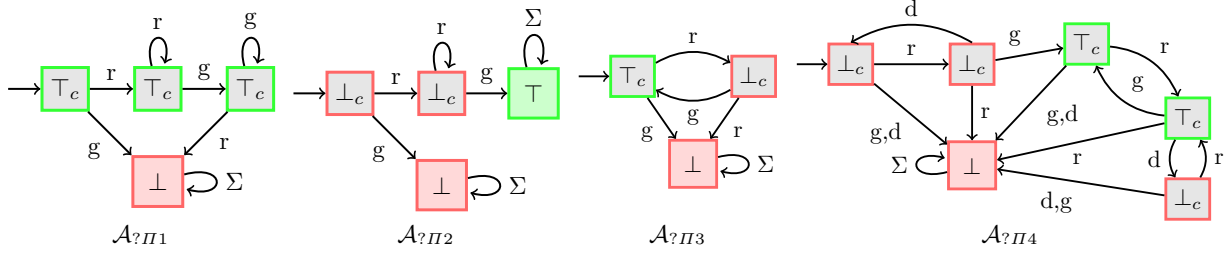 d
r g g
⊤c r ⊤c g ⊤c
g r
⊥ Σ
𝒜?Π1
r Σ
⊥c r ⊥c g ⊤
g
⊥ Σ
𝒜?Π2
r
⊤c ⊥c
g
g r
⊥ Σ
𝒜?Π3
⊥c r ⊥c g ⊤c r
g
⊤c
g,d r g,d
r d r
Σ ⊥
d,g ⊥c
𝒜?Π4